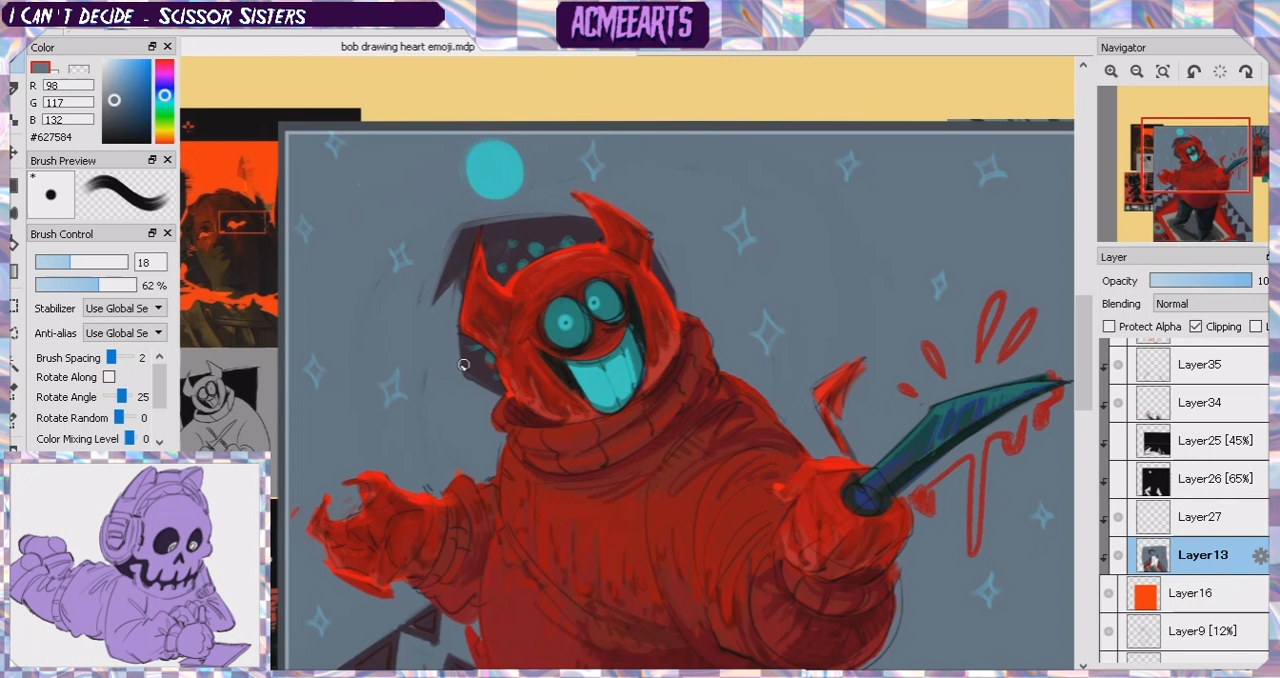 I CAN'T DECIDE - SCISSOR SISTERS
ACMEEARTS
bob drawing heart emoji.mdp
Color
R 98
G 117
B 132
#627584
Brush Preview
*
Brush Control
18
62 %
Stabilizer Use Global Se
Anti-alias Use Global Se
Brush Spacing 2
Rotate Along
Rotate Angle 25
Rotate Random 0
Color Mixing Level 0
Navigator
Layer
Opacity 10
Blending Normal
Protect Alpha Clipping L
Layer35
Layer34
Layer25 [45%]
Layer26 [65%]
Layer27
Layer13
Layer16
Layer9 [12%]